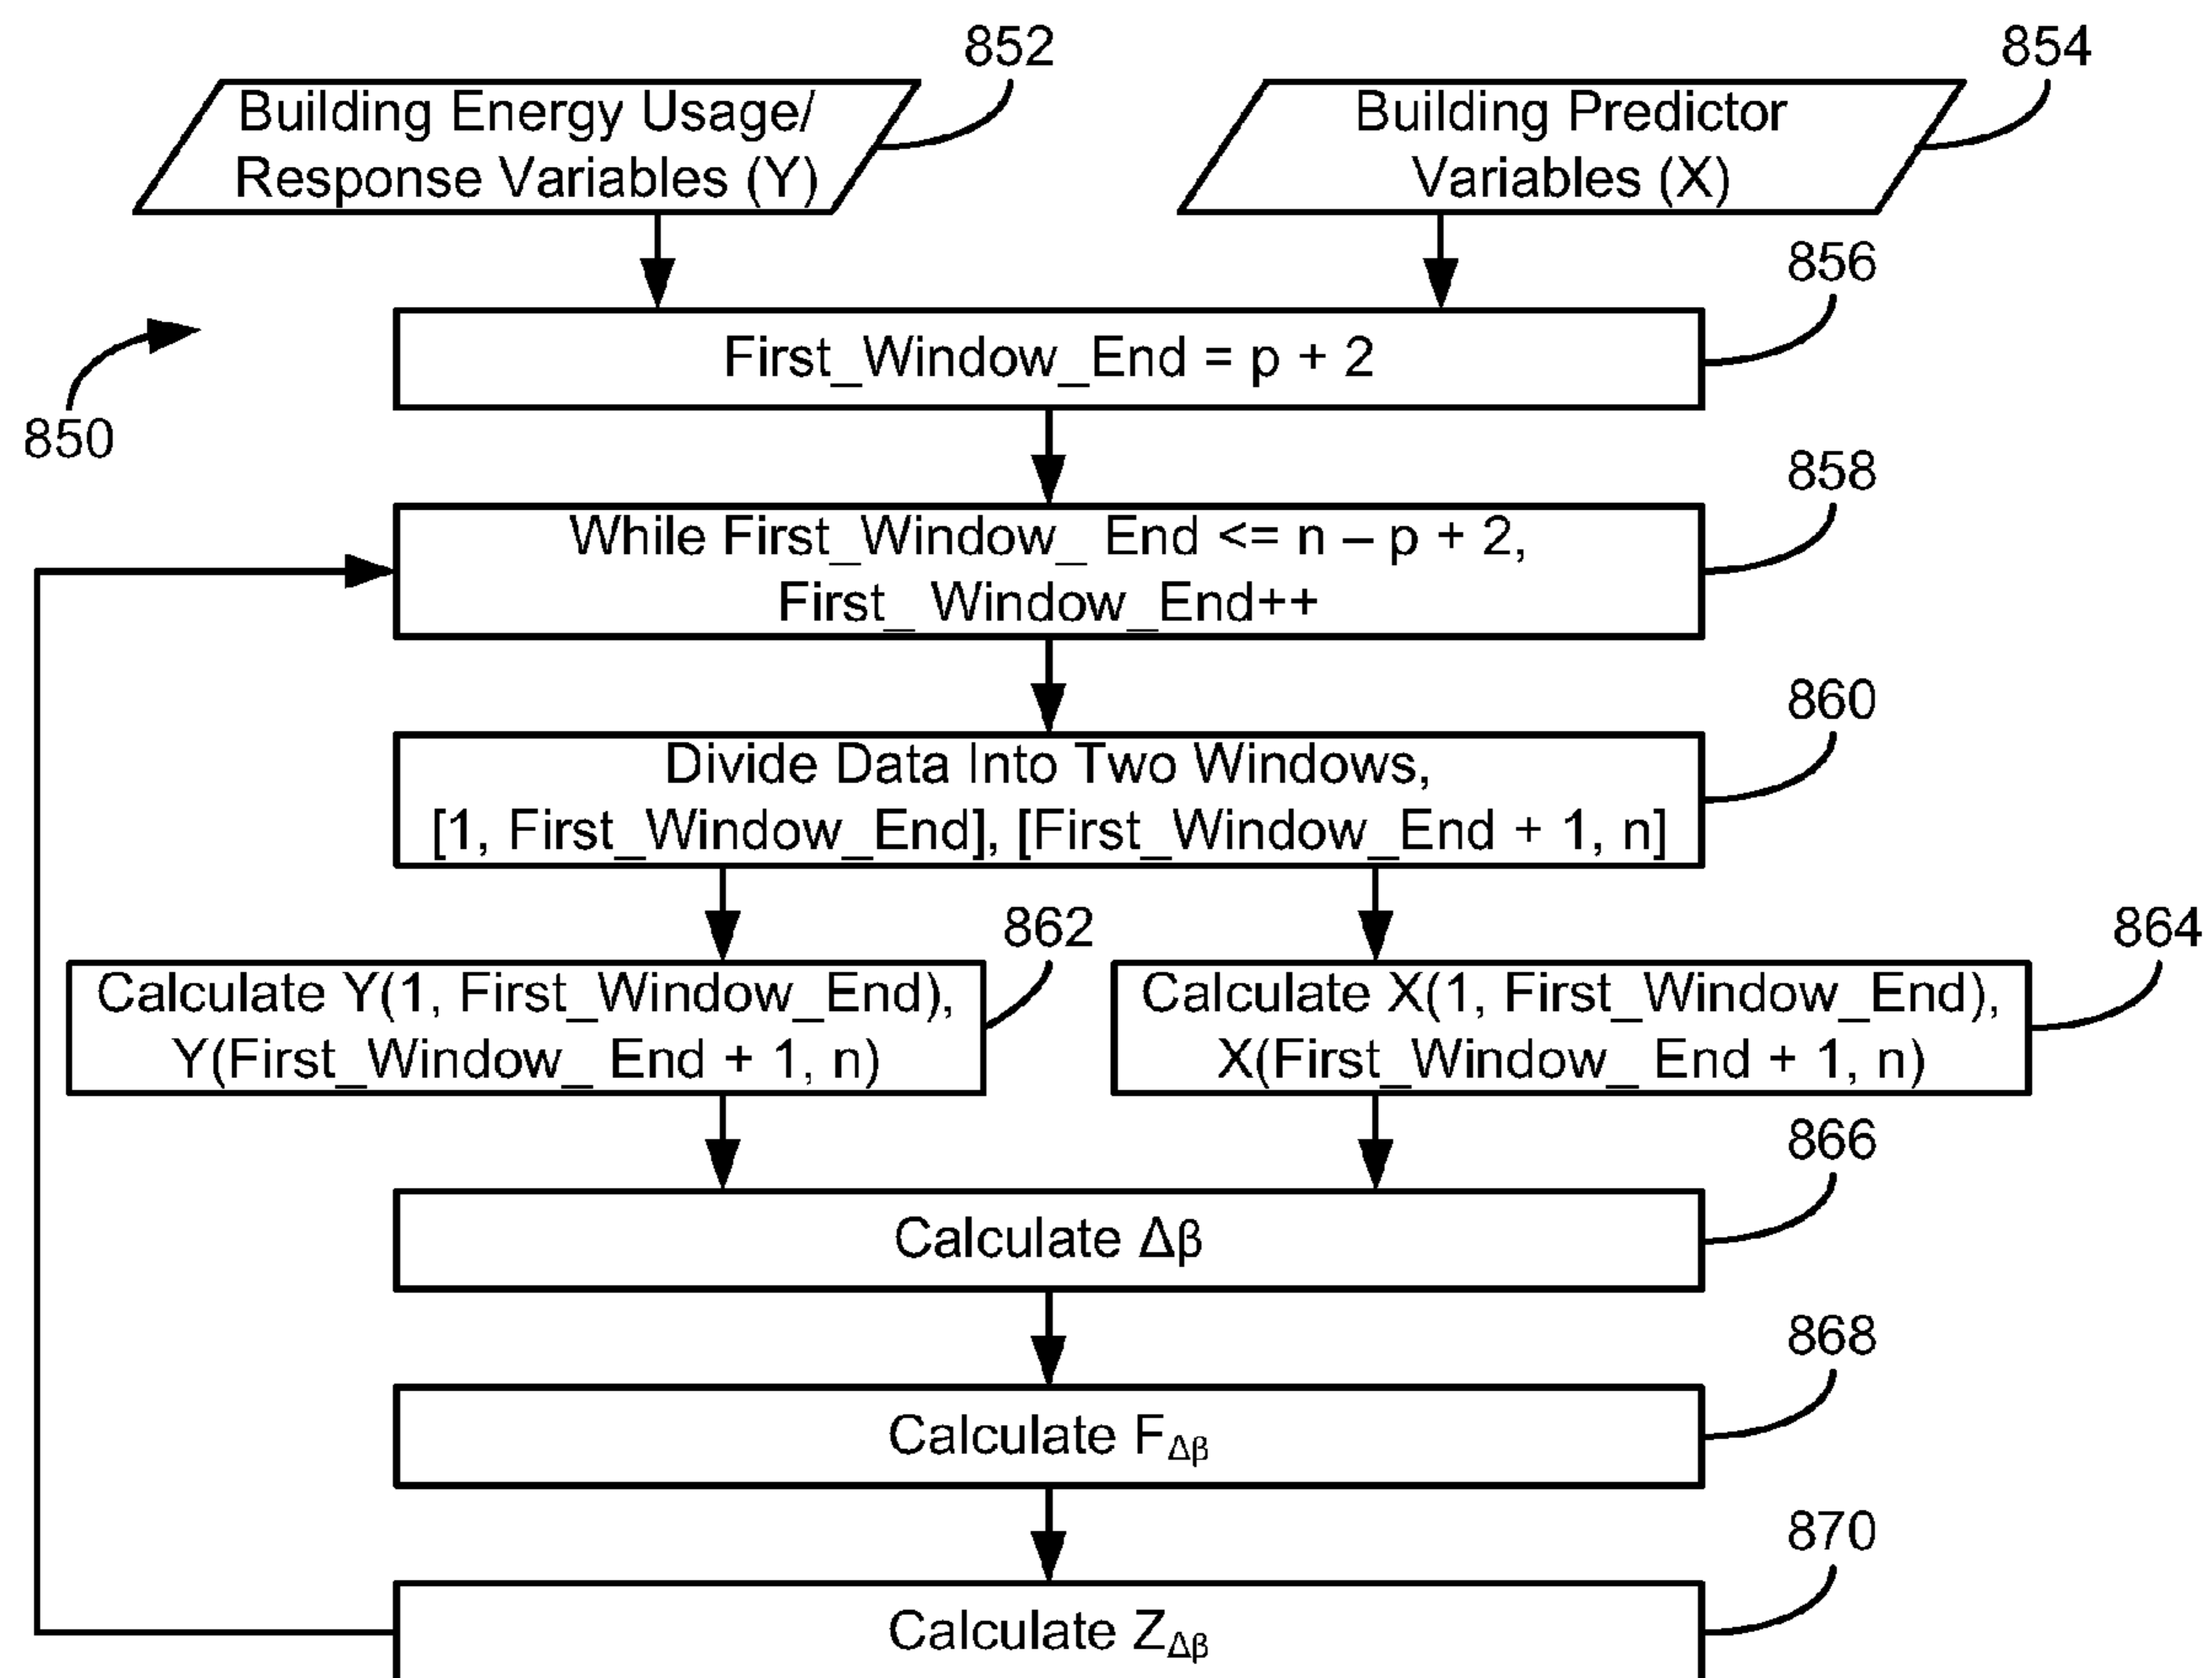 852
854
Building Energy Usage/
Response Variables (Y)
Building Predictor
Variables (X)
856
First_Window_End = p + 2
850
858
While First_Window_ End <= n – p + 2,
First_ Window_End++
860
Divide Data Into Two Windows,
[1, First_Window_End], [First_Window_End + 1, n]
862
864
Calculate Y(1, First_Window_End),
Y(First_Window_ End + 1, n)
Calculate X(1, First_Window_End),
X(First_Window_ End + 1, n)
866
Calculate Δβ
868
Calculate FΔβ
870
Calculate ZΔβ